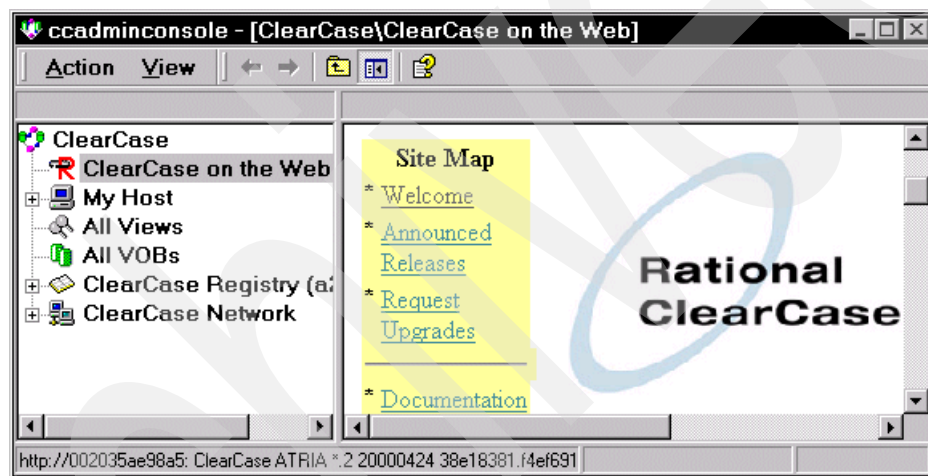 ccadminconsole - [ClearCase\ClearCase on the Web]
Action View
ClearCase
ClearCase on the Web
My Host
All Views
All VOBs
ClearCase Registry (a2
ClearCase Network
Site Map
* Welcome
* Announced
Releases
* Request
Upgrades
* Documentation
Rational
ClearCase
http://002035ae98a5: ClearCase ATRIA *.2 20000424 38e18381.f4ef691